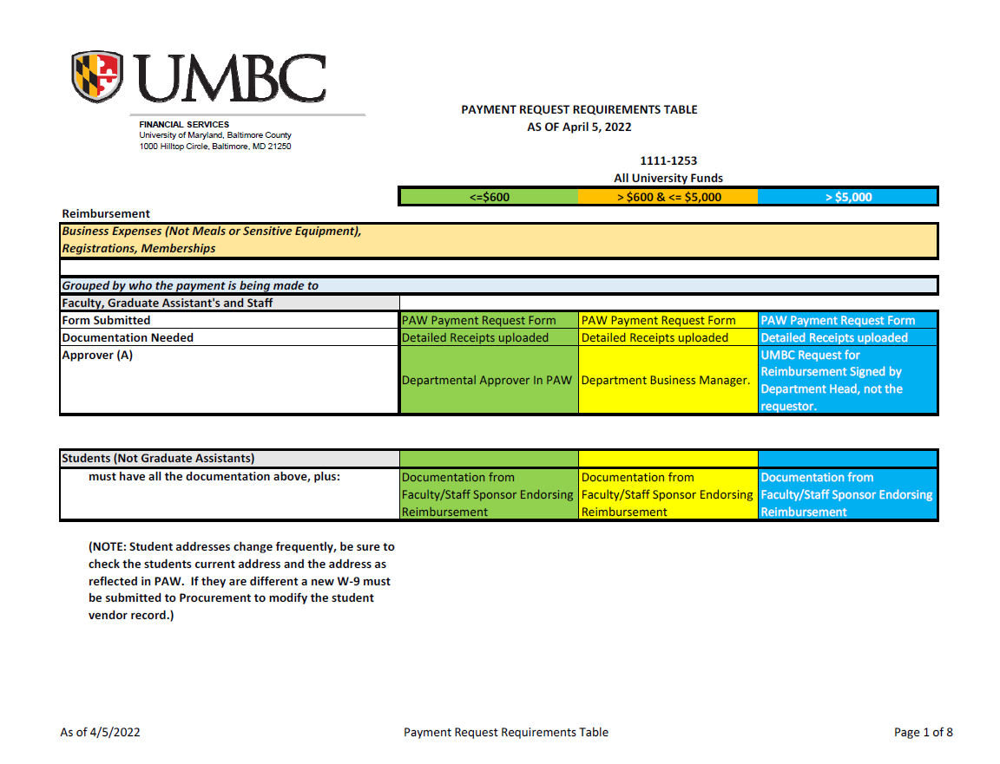 UMBC
FINANCIAL SERVICES
University of Maryland, Baltimore County
1000 Hilltop Circle, Baltimore, MD 21250
PAYMENT REQUEST REQUIREMENTS TABLE
AS OF April 5, 2022
1111-1253
All University Funds
<=$600 > $600 & <= $5,000 > $5,000
Reimbursement
Business Expenses (Not Meals or Sensitive Equipment),
Registrations, Memberships
Grouped by who the payment is being made to
Faculty, Graduate Assistant's and Staff
Form Submitted PAW Payment Request Form PAW Payment Request Form PAW Payment Request Form
Documentation Needed Detailed Receipts uploaded Detailed Receipts uploaded Detailed Receipts uploaded
Approver (A)
Departmental Approver In PAW
Department Business Manager.
UMBC Request for
Reimbursement Signed by
Department Head, not the
requestor.
Students (Not Graduate Assistants)
must have all the documentation above, plus:
Documentation from
Faculty/Staff Sponsor Endorsing
Reimbursement
Documentation from
Faculty/Staff Sponsor Endorsing
Reimbursement
Documentation from
Faculty/Staff Sponsor Endorsing
Reimbursement
(NOTE: Student addresses change frequently, be sure to
check the students current address and the address as
reflected in PAW. If they are different a new W-9 must
be submitted to Procurement to modify the student
vendor record.)
As of 4/5/2022 Payment Request Requirements Table Page 1 of 8